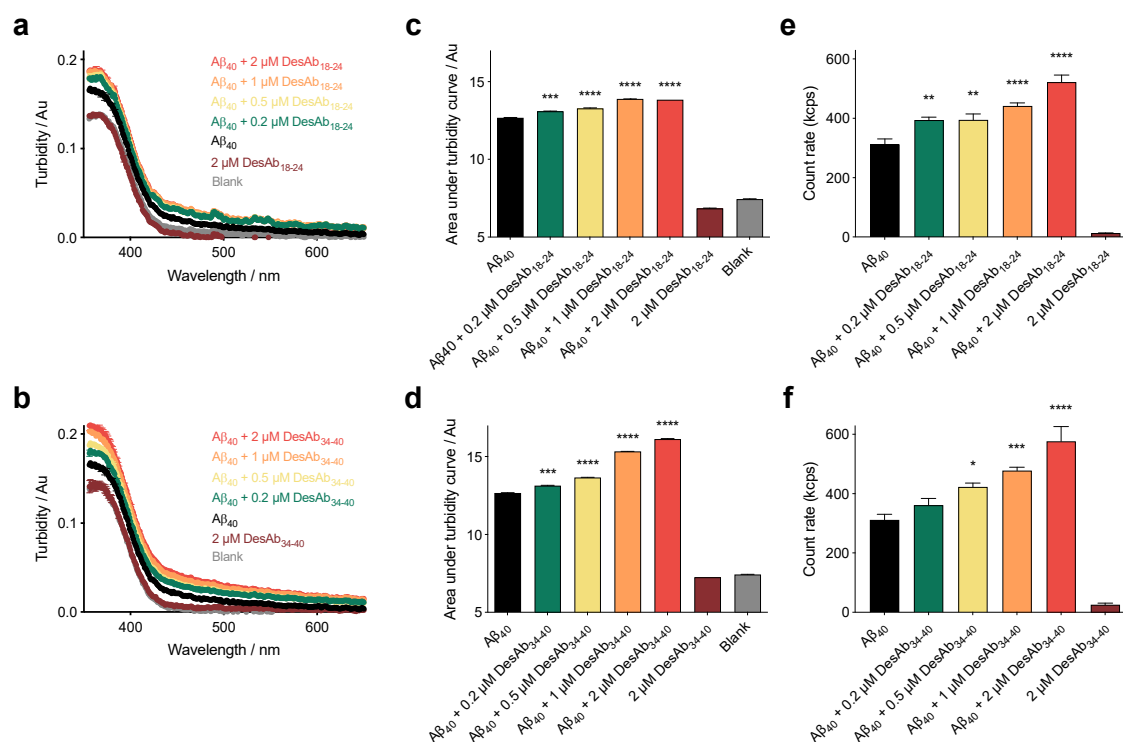 a
Turbidity / Au
0.2
0.1
0.0
400
500
600
Wavelength / nm
Aβ40 + 2 µM DesAb18-24
Aβ40 + 1 µM DesAb18-24
Aβ40 + 0.5 µM DesAb18-24
Aβ40 + 0.2 µM DesAb18-24
Aβ40
2 µM DesAb18-24
Blank
c
Area under turbidity curve / Au
15
10
5
***
****
****
****
Aβ40
Aβ40 + 0.2 µM DesAb18-24
Aβ40 + 0.5 µM DesAb18-24
Aβ40 + 1 µM DesAb18-24
Aβ40 + 2 µM DesAb18-24
2 µM DesAb18-24
Blank
e
Count rate (kcps)
600
400
200
0
**
**
****
****
Aβ40
Aβ40 + 0.2 µM DesAb18-24
Aβ40 + 0.5 µM DesAb18-24
Aβ40 + 1 µM DesAb18-24
Aβ40 + 2 µM DesAb18-24
2 µM DesAb18-24
b
Turbidity / Au
0.2
0.1
0.0
400
500
600
Wavelength / nm
Aβ40 + 2 µM DesAb34-40
Aβ40 + 1 µM DesAb34-40
Aβ40 + 0.5 µM DesAb34-40
Aβ40 + 0.2 µM DesAb34-40
Aβ40
2 µM DesAb34-40
Blank
d
Area under turbidity curve / Au
15
10
5
***
****
****
****
Aβ40
Aβ40 + 0.2 µM DesAb34-40
Aβ40 + 0.5 µM DesAb34-40
Aβ40 + 1 µM DesAb34-40
Aβ40 + 2 µM DesAb34-40
2 µM DesAb34-40
Blank
f
Count rate (kcps)
600
400
200
0
*
***
****
Aβ40
Aβ40 + 0.2 µM DesAb34-40
Aβ40 + 0.5 µM DesAb34-40
Aβ40 + 1 µM DesAb34-40
Aβ40 + 2 µM DesAb34-40
2 µM DesAb34-40